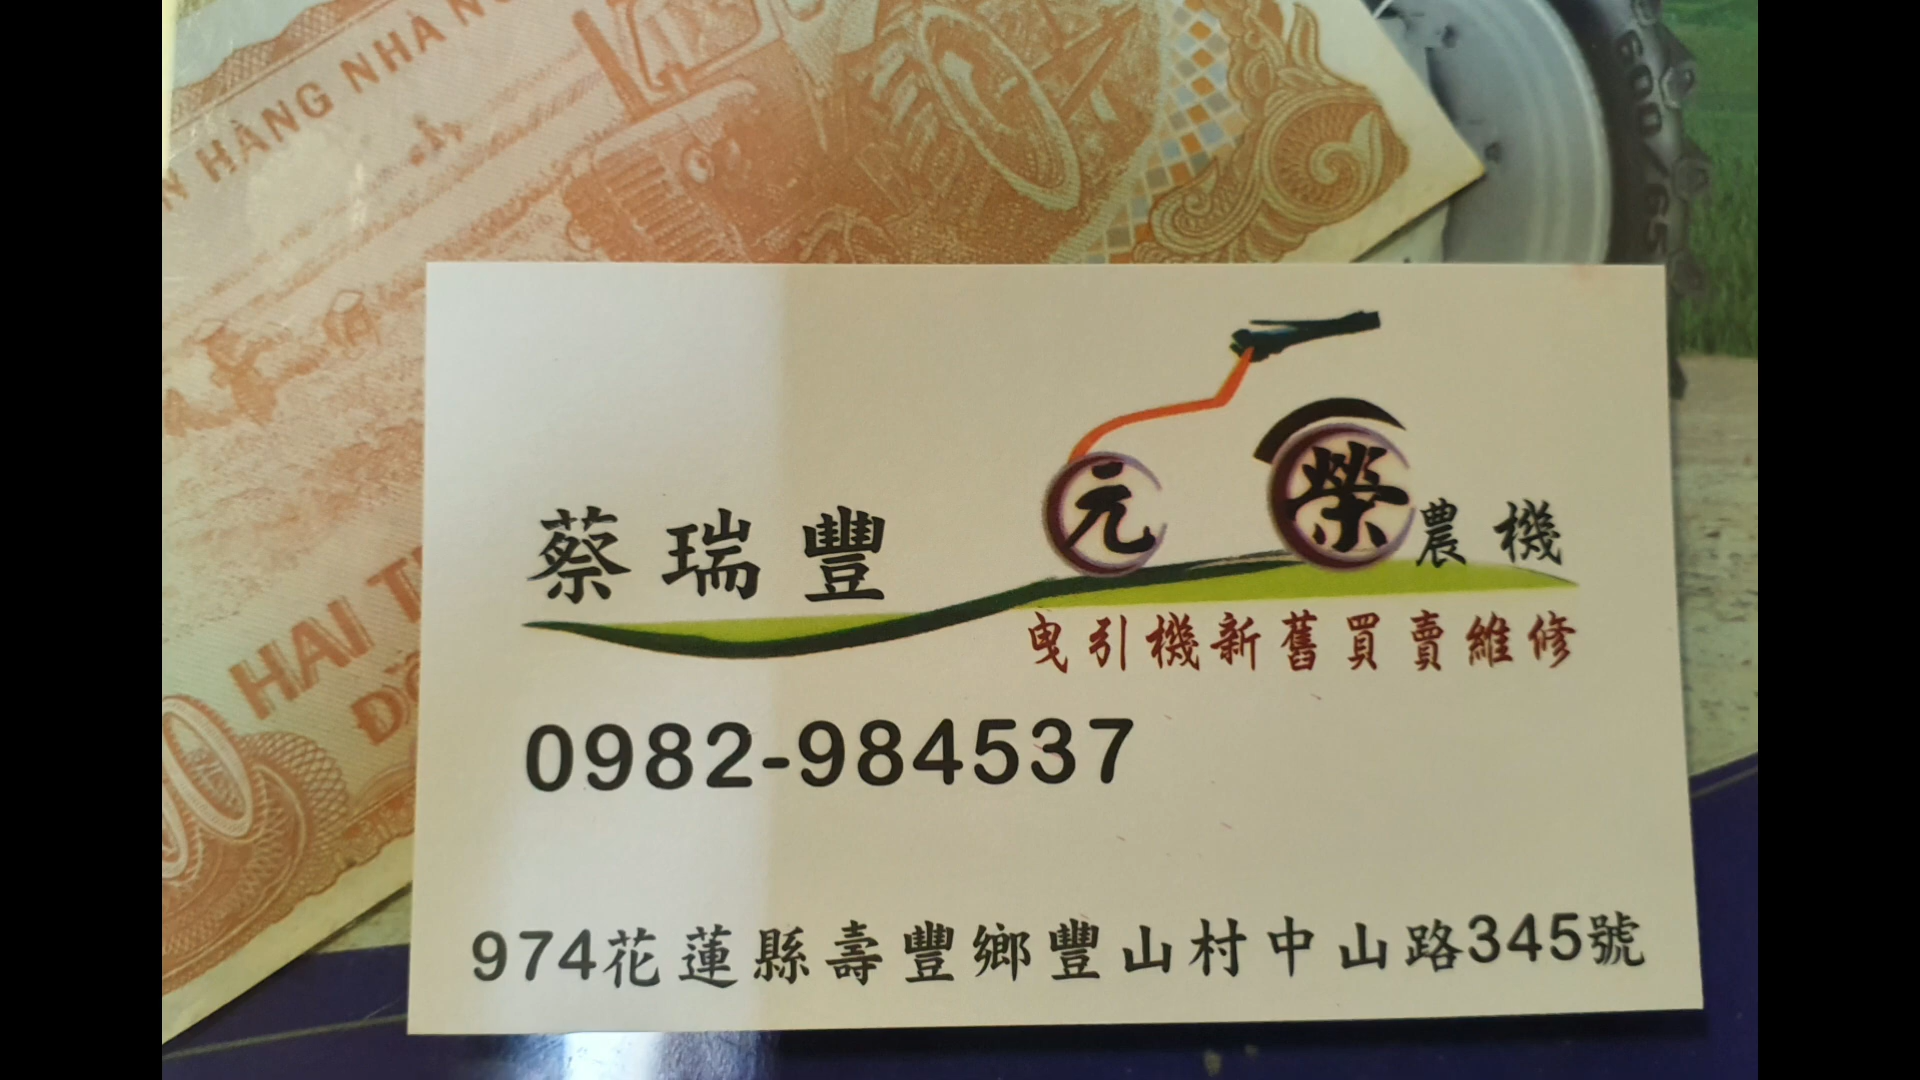 N HÀNG NHÀ N
600/65
HAI T
00
元榮農機
蔡瑞豐
曳引機新舊買賣維修
0982-984537
974花蓮縣壽豐鄉豐山村中山路345號